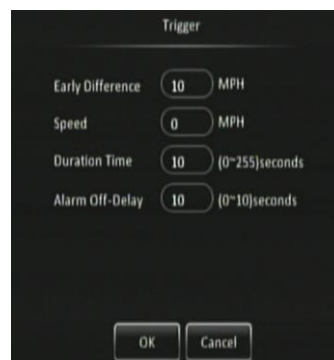 Trigger
Early Difference 10 MPH
Speed 0 MPH
Duration Time 10 (0~255)seconds
Alarm Off-Delay 10 (0~10)seconds
OK Cancel